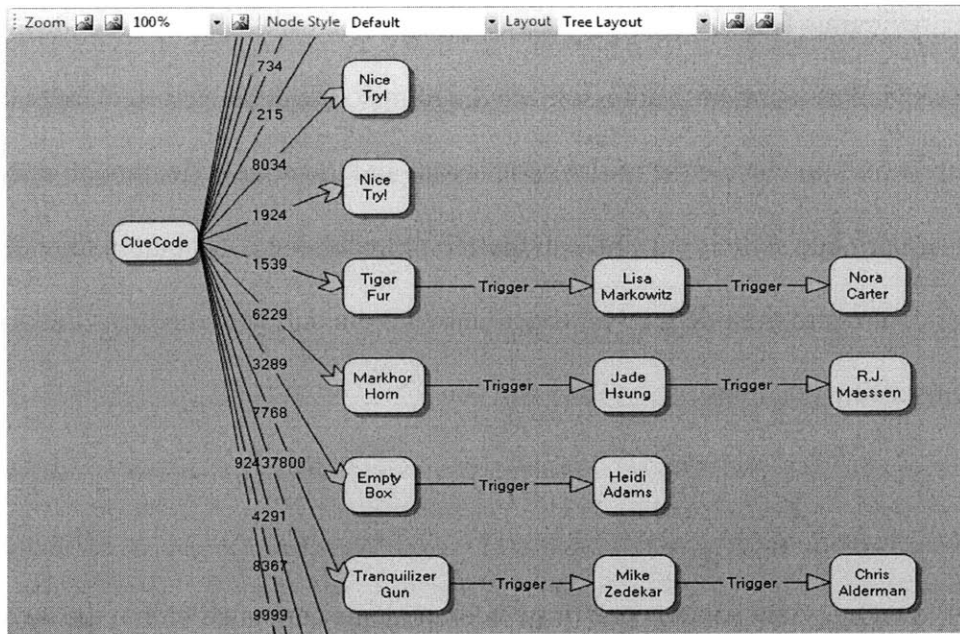 Zoom 100% Node Style Default Layout Tree Layout
734
215
8034
1924
1539
6229
3289
7768
92437800
4291
8367
9999
ClueCode
Nice
Try!
Nice
Try!
Tiger
Fur
Trigger
Lisa
Markowitz
Trigger
Nora
Carter
Markhor
Horn
Trigger
Jade
Hsung
Trigger
R.J.
Maessen
Empty
Box
Trigger
Heidi
Adams
Tranquilizer
Gun
Trigger
Mike
Zedekar
Trigger
Chris
Alderman